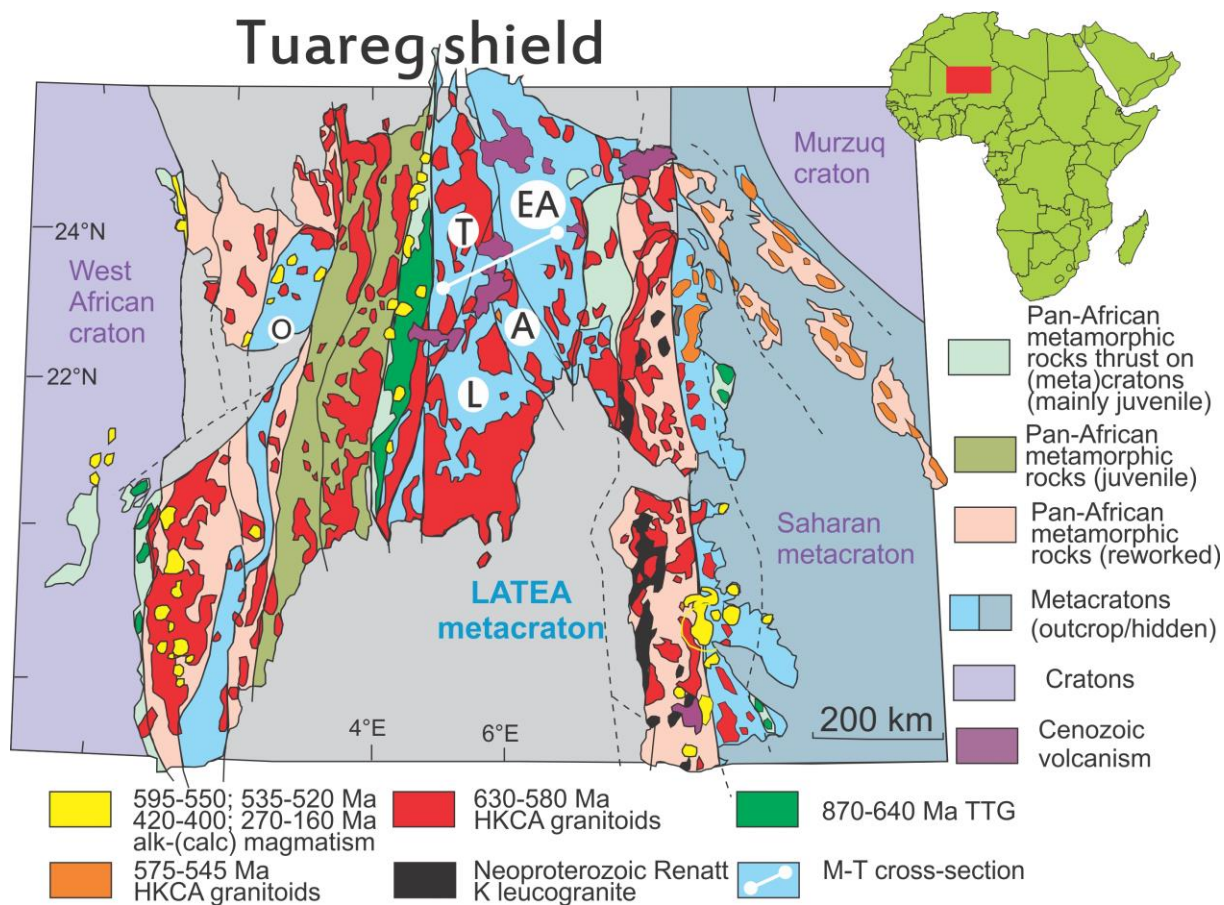 Tuareg shield
Murzuq
craton
24°N
T
EA
West
African
craton
O
A
22°N
L
Saharan
metacraton
LATEA
metacraton
4°E
6°E
200 km
Pan-African
metamorphic
rocks thrust on
(meta)cratons
(mainly juvenile)
Pan-African
metamorphic
rocks (juvenile)
Pan-African
metamorphic
rocks (reworked)
Metacratons
(outcrop/hidden)
Cratons
Cenozoic
volcanism
595-550; 535-520 Ma
420-400; 270-160 Ma
alk-(calc) magmatism
630-580 Ma
HKCA granitoids
870-640 Ma TTG
575-545 Ma
HKCA granitoids
Neoproterozoic Renatt
K leucogranite
M-T cross-section